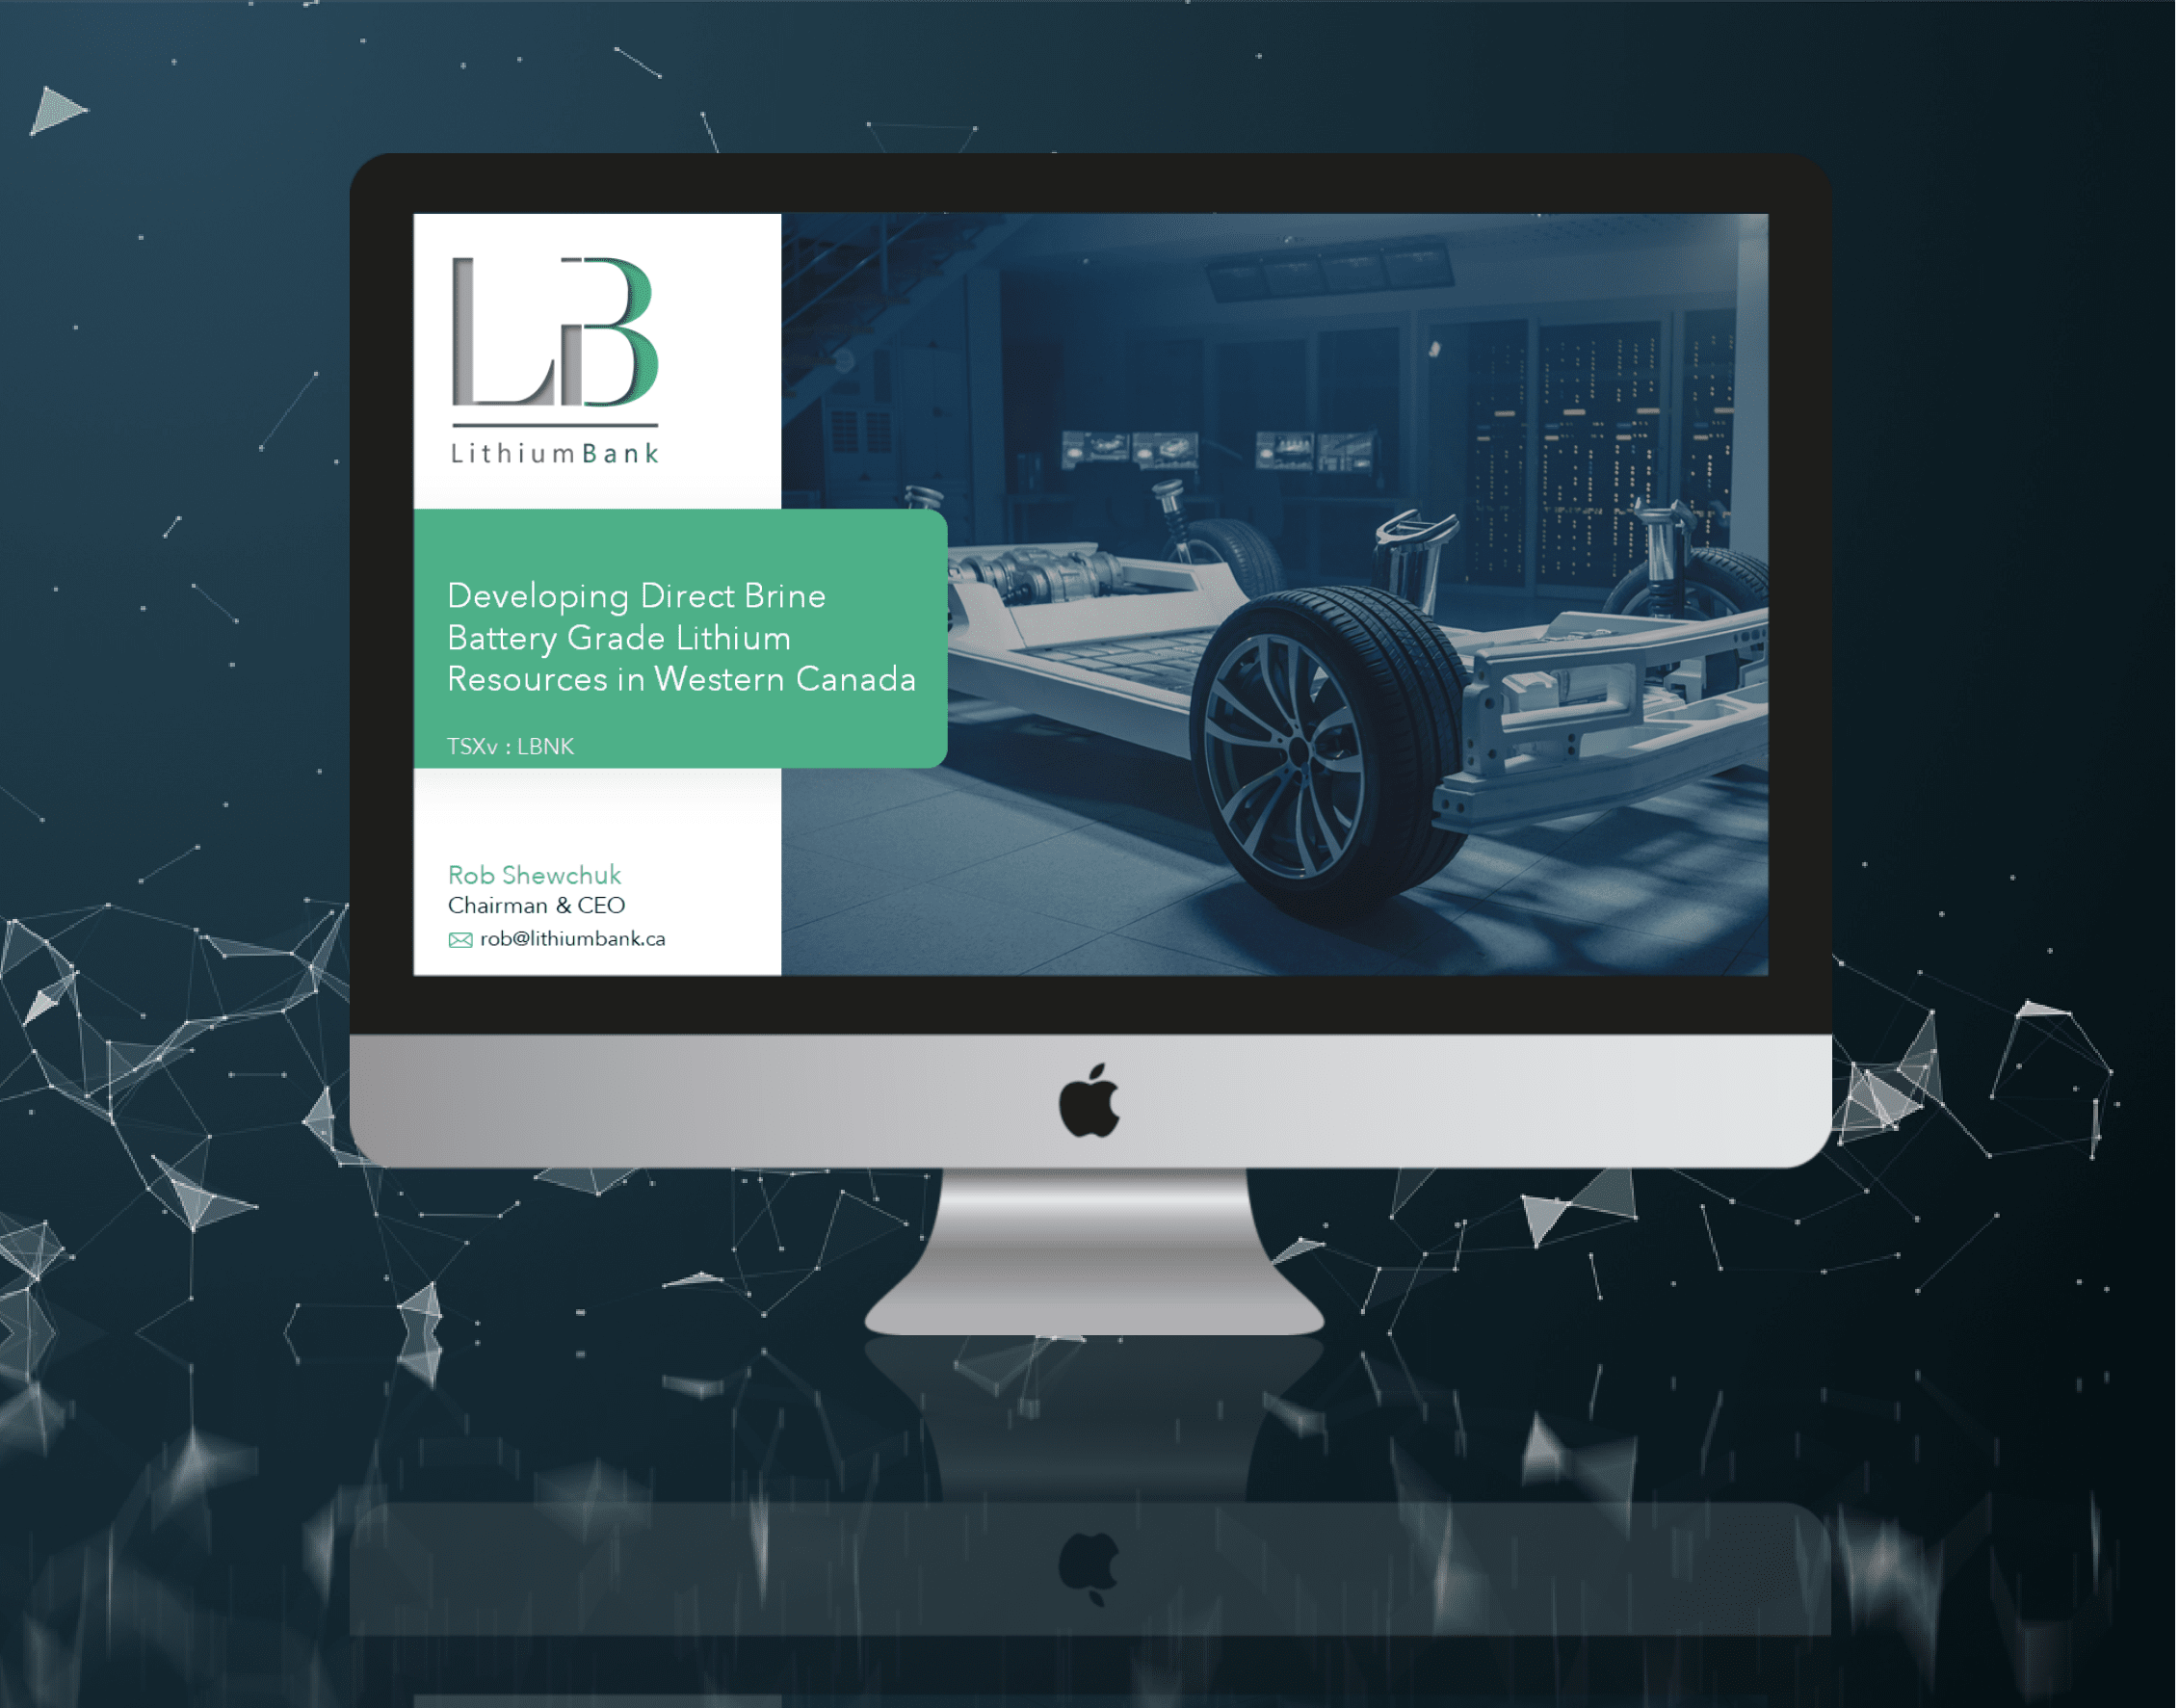 LB
LithiumBank
Developing Direct Brine
Battery Grade Lithium
Resources in Western Canada
TSXv : LBNK
Rob Shewchuk
Chairman & CEO
rob@lithiumbank.ca